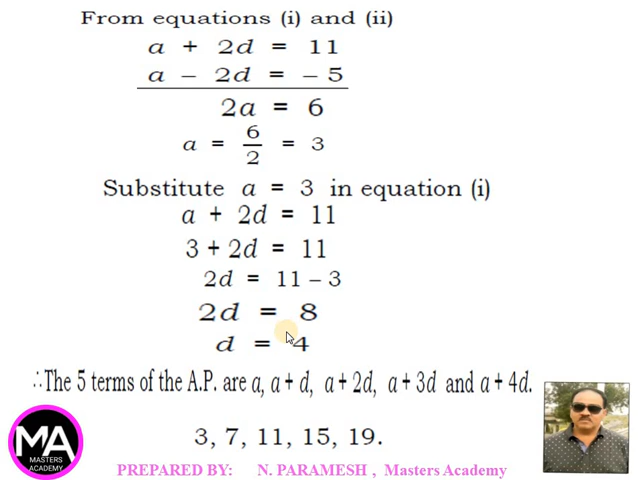 From equations (i) and (ii)
a + 2d = 11
a − 2d = − 5
2a = 6
a = 6/2 = 3
Substitute a = 3 in equation (i)
a + 2d = 11
3 + 2d = 11
2d = 11 – 3
2d = 8
d = 4
∴The 5 terms of the A.P. are a, a + d, a + 2d, a + 3d and a + 4d.
3, 7, 11, 15, 19.
MA
MASTERS
ACADEMY
PREPARED BY: N. PARAMESH , Masters Academy